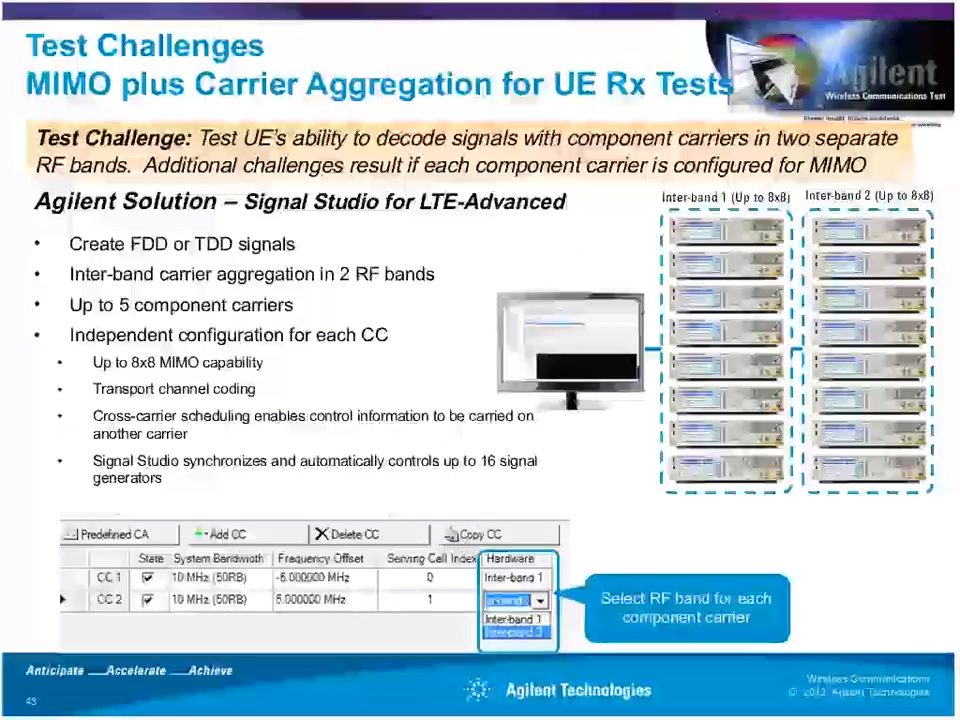 Test Challenges
MIMO plus Carrier Aggregation for UE Rx Tests
Agilent
Wireless Communications Test
Test Challenge: Test UE's ability to decode signals with component carriers in two separate
RF bands. Additional challenges result if each component carrier is configured for MIMO
Agilent Solution – Signal Studio for LTE-Advanced
Inter-band 1 (Up to 8x8) Inter-band 2 (Up to 8x8)
• Create FDD or TDD signals
• Inter-band carrier aggregation in 2 RF bands
• Up to 5 component carriers
• Independent configuration for each CC
• Up to 8x8 MIMO capability
• Transport channel coding
• Cross-carrier scheduling enables control information to be carried on
another carrier
• Signal Studio synchronizes and automatically controls up to 16 signal
generators
Predefined CA Add CC Delete CC Copy CC
State System Bandwidth Frequency Offset Serving Cell Index Hardware
CC 1 10 MHz (50RB) -5.000000 MHz 0 Inter-band 1
CC 2 10 MHz (50RB) 5.000000 MHz 1
Inter-band 1
Inter-band 2
Select RF band for each
component carrier
Anticipate __Accelerate __Achieve
Agilent Technologies
Wireless Communications
© 2013 Agilent Technologies
43